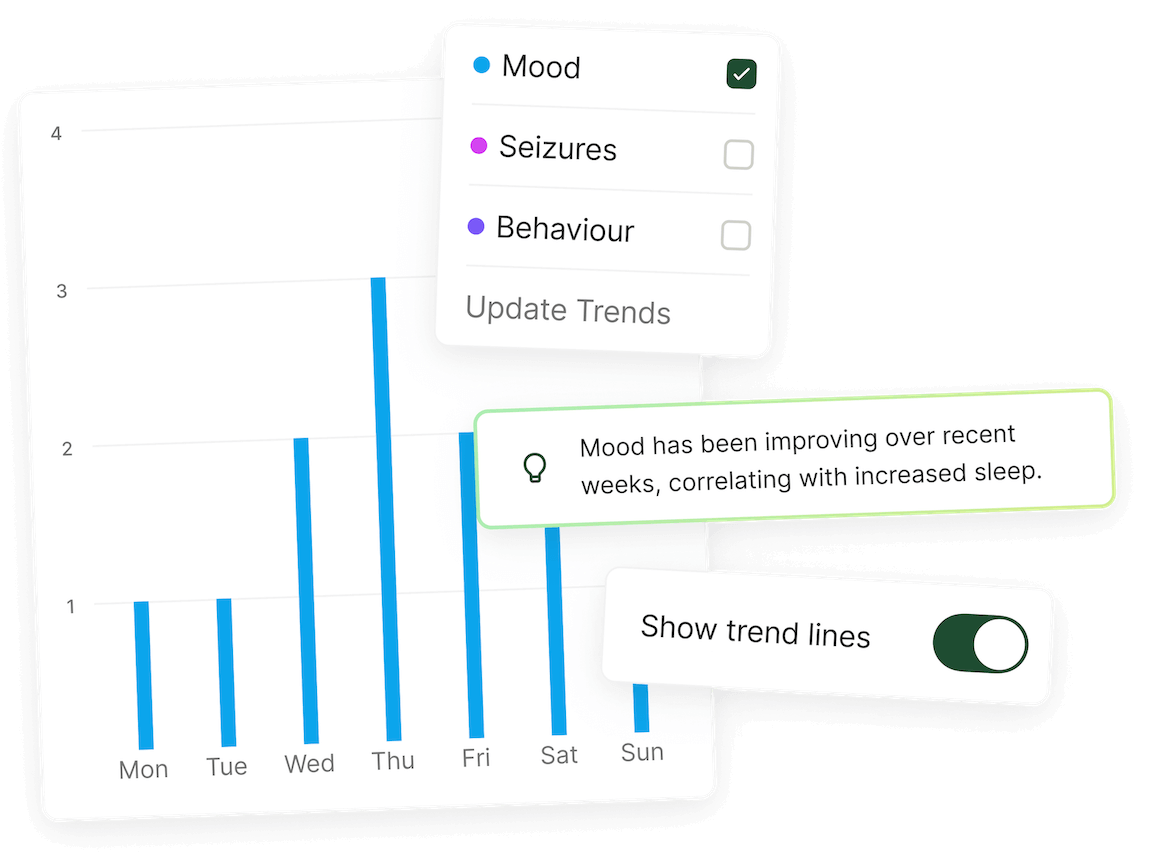 Mood
Seizures
Behaviour
Update Trends
4
3
2
1
Mon Tue Wed Thu Fri Sat Sun
Mood has been improving over recent
weeks, correlating with increased sleep.
Show trend lines